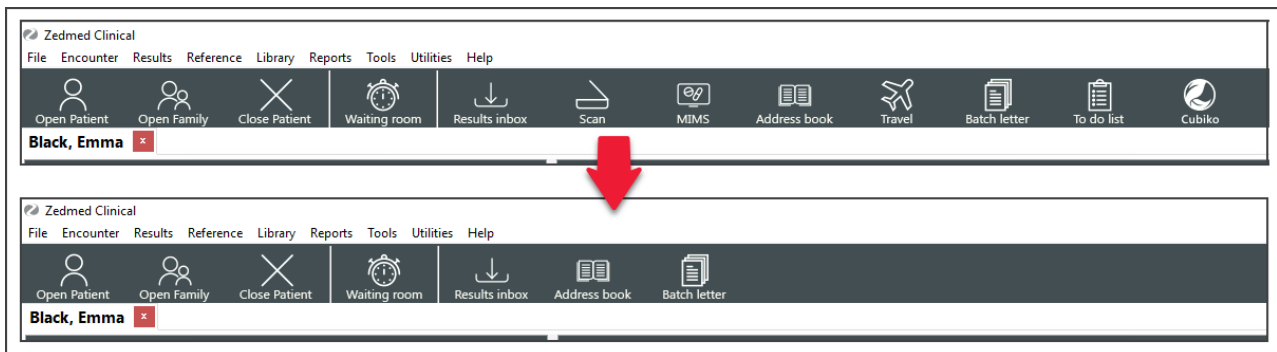 Zedmed Clinical
File Encounter Results Reference Library Reports Tools Utilities Help
Open Patient Open Family Close Patient Waiting room Results inbox Scan MIMS Address book Travel Batch letter To do list Cubiko
Black, Emma x
Zedmed Clinical
File Encounter Results Reference Library Reports Tools Utilities Help
Open Patient Open Family Close Patient Waiting room Results inbox Address book Batch letter
Black, Emma x